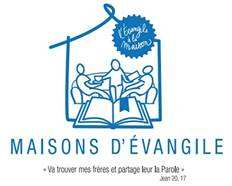 l'Évangile
à la
Maison
MAISONS D'ÉVANGILE
« Va trouver mes frères et partage leur la Parole »
Jean 20, 17